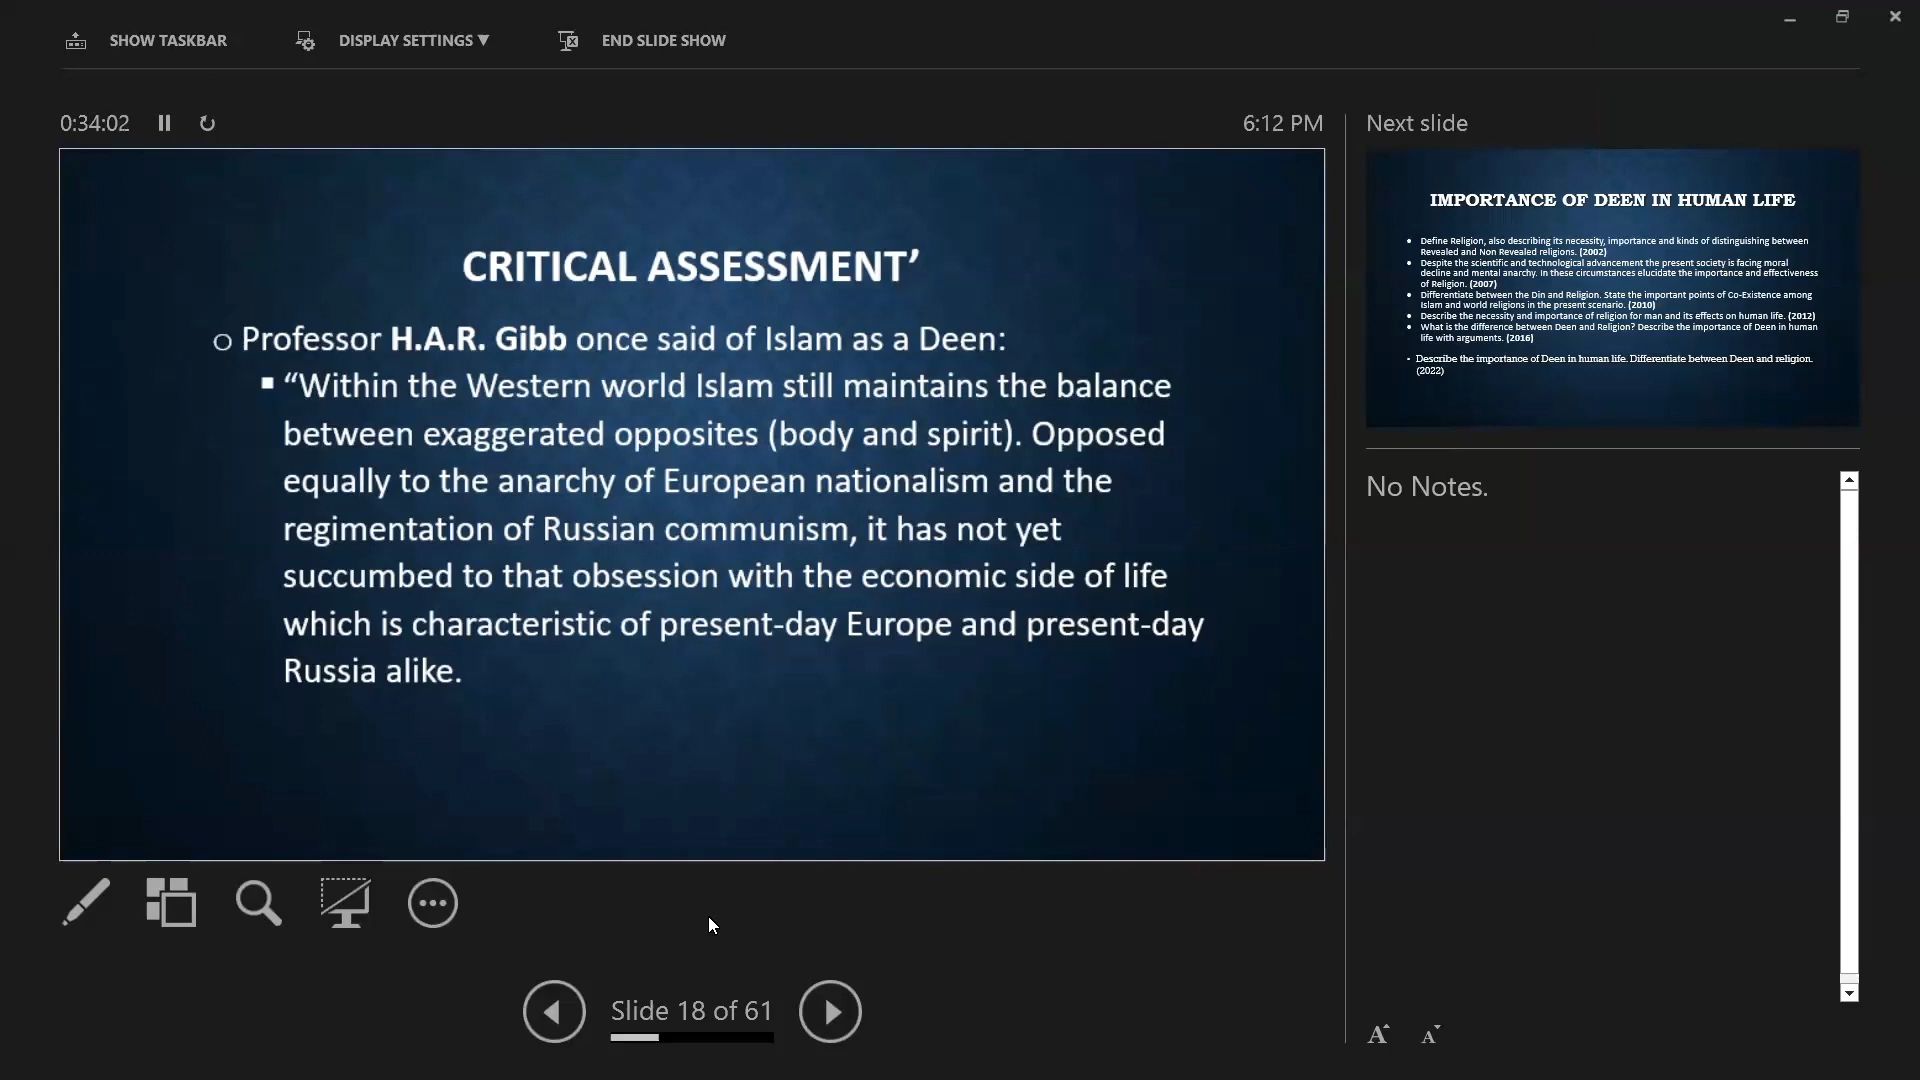 SHOW TASKBAR
DISPLAY SETTINGS ▼
END SLIDE SHOW
0:34:02
6:12 PM
Next slide
CRITICAL ASSESSMENT’
o Professor H.A.R. Gibb once said of Islam as a Deen:
▪ “Within the Western world Islam still maintains the balance
between exaggerated opposites (body and spirit). Opposed
equally to the anarchy of European nationalism and the
regimentation of Russian communism, it has not yet
succumbed to that obsession with the economic side of life
which is characteristic of present-day Europe and present-day
Russia alike.
IMPORTANCE OF DEEN IN HUMAN LIFE
• Define Religion, also describing its necessity, importance and kinds of distinguishing between
Revealed and Non Revealed religions. (2002)
• Despite the scientific and technological advancement the present society is facing moral
decline and mental anarchy. In these circumstances elucidate the importance and effectiveness
of Religion. (2007)
• Differentiate between the Din and Religion. State the important points of Co-Existence among
Islam and world religions in the present scenario. (2010)
• Describe the necessity and importance of religion for man and its effects on human life. (2012)
• What is the difference between Deen and Religion? Describe the importance of Deen in human
life with arguments. (2016)
• Describe the importance of Deen in human life. Differentiate between Deen and religion.
(2022)
No Notes.
Slide 18 of 61
A A